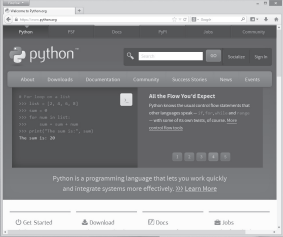 Welcome to Python.org
https://www.python.org
Google
Python
PSF
Docs
PyPI
Jobs
Community
python™
Search
GO
Socialize
Sign In
About
Downloads
Documentation
Community
Success Stories
News
Events
# For loop on a list
>>> list = [2, 4, 6, 8]
>>> sum = 0
>>> for num in list:
>>>     sum = sum + num
>>> print("The sum is:", sum)
The sum is: 20
All the Flow You'd Expect
Python knows the usual control flow statements that
other languages speak — if, for, while and range
— with some of its own twists, of course. More
control flow tools
1 2 3 4 5
Python is a programming language that lets you work quickly
and integrate systems more effectively. >>> Learn More
Get Started
Download
Docs
Jobs